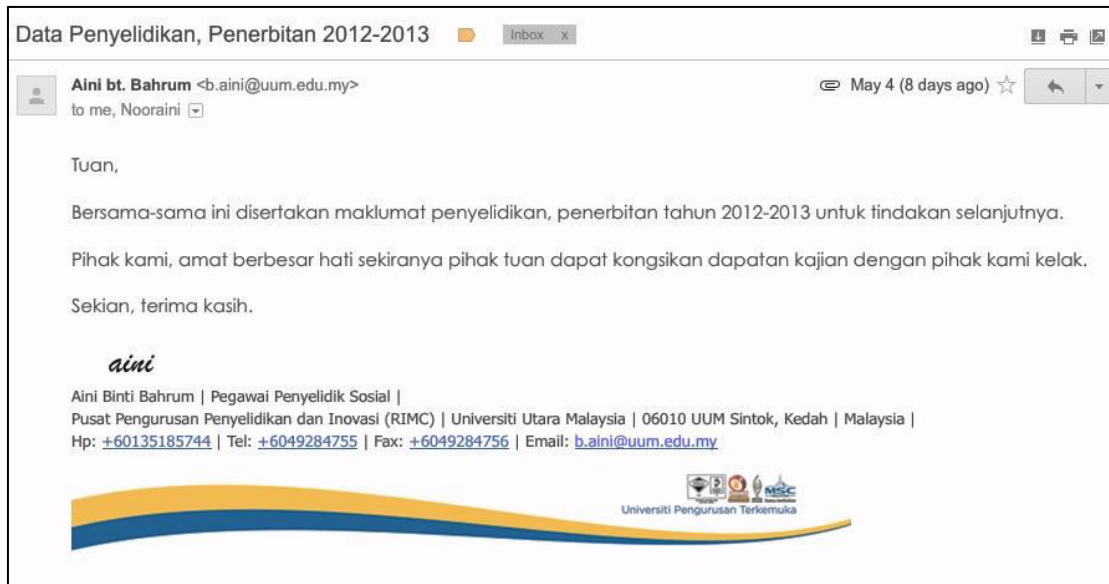 Data Penyelidikan, Penerbitan 2012-2013 Inbox x
Aini bt. Bahrum <b.aini@uum.edu.my> May 4 (8 days ago)
to me, Nooraini
Tuan,
Bersama-sama ini disertakan maklumat penyelidikan, penerbitan tahun 2012-2013 untuk tindakan selanjutnya.
Pihak kami, amat berbesar hati sekiranya pihak tuan dapat kongsikan dapatan kajian dengan pihak kami kelak.
Sekian, terima kasih.
aini
Aini Binti Bahrum | Pegawai Penyelidik Sosial |
Pusat Pengurusan Penyelidikan dan Inovasi (RIMC) | Universiti Utara Malaysia | 06010 UUM Sintok, Kedah | Malaysia |
Hp: +60135185744 | Tel: +6049284755 | Fax: +6049284756 | Email: b.aini@uum.edu.my
MSC
Universiti Pengurusan Terkemuka